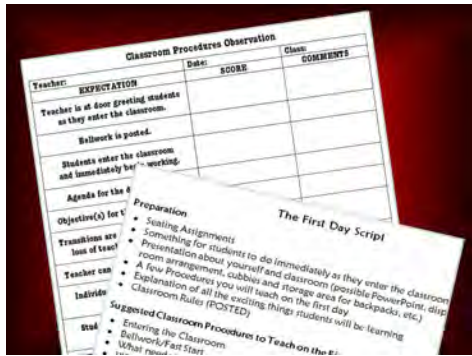 Classroom Procedures Observation
Teacher: Date: Class:
EXPECTATION SCORE COMMENTS
Teacher is at door greeting students
as they enter the classroom.
Bellwork is posted.
Students enter the classroom
and immediately begin working.
Agenda for the
Objective(s) for
Transitions are
loss of
Teacher can
The First Day Script
Preparation
• Seating Assignments
• Something for students to do immediately as they enter the classroom
• Presentation about yourself and classroom (possible PowerPoint,
room arrangement, cubbies and storage area for backpacks, etc.)
• A few Procedures you will teach on the first day
• Explanation of all the exciting things students will be learning
• Classroom Rules (POSTED)
Suggested Classroom Procedures to Teach on the
• Entering the Classroom
• Bellwork/Fast Start
• What